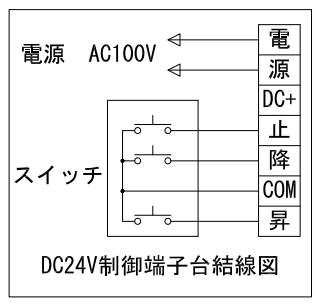 電源 AC100V
電
源
DC+
止
降
COM
昇
スイッチ
DC24V制御端子台結線図